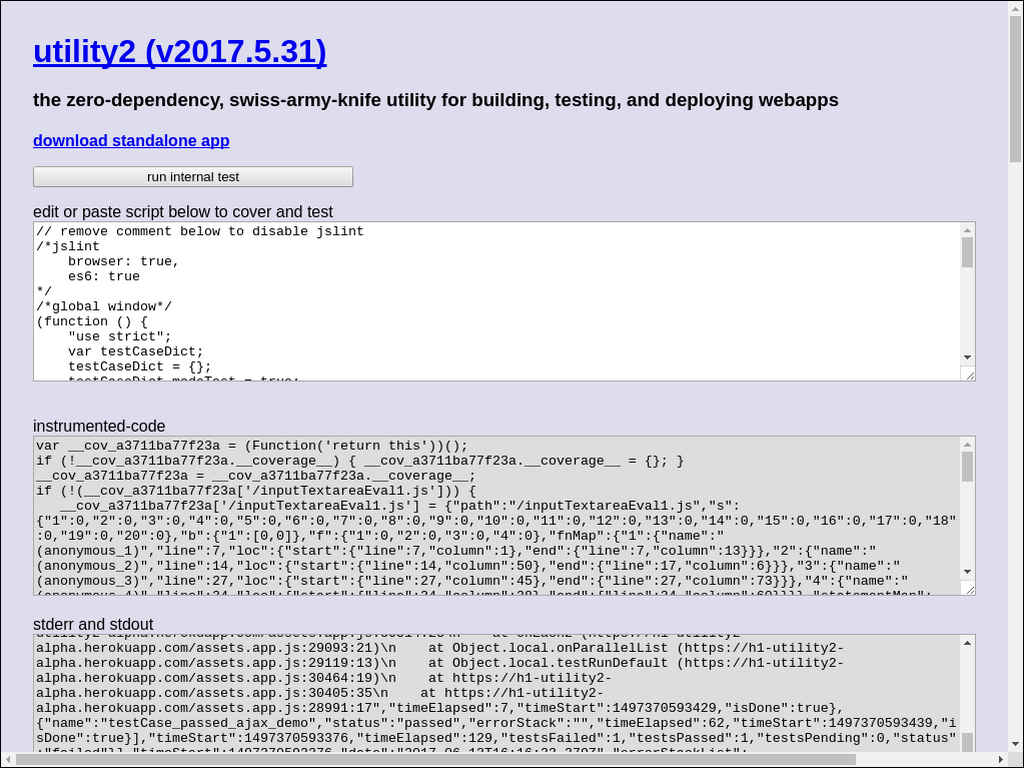 utility2 (v2017.5.31)
the zero-dependency, swiss-army-knife utility for building, testing, and deploying webapps
download standalone app
run internal test
edit or paste script below to cover and test
// remove comment below to disable jslint
/*jslint
    browser: true,
    es6: true
*/
/*global window*/
(function () {
    "use strict";
    var testCaseDict;
    testCaseDict = {};
    testCaseDict.modeTest = true;
instrumented-code
var __cov_a3711ba77f23a = (Function('return this'))();
if (!__cov_a3711ba77f23a.__coverage__) { __cov_a3711ba77f23a.__coverage__ = {}; }
__cov_a3711ba77f23a = __cov_a3711ba77f23a.__coverage__;
if (!(__cov_a3711ba77f23a['/inputTextareaEval1.js'])) {
   __cov_a3711ba77f23a['/inputTextareaEval1.js'] = {"path":"/inputTextareaEval1.js","s":
{"1":0,"2":0,"3":0,"4":0,"5":0,"6":0,"7":0,"8":0,"9":0,"10":0,"11":0,"12":0,"13":0,"14":0,"15":0,"16":0,"17":0,"18"
:0,"19":0,"20":0},"b":{"1":[0,0]},"f":{"1":0,"2":0,"3":0,"4":0},"fnMap":{"1":{"name":"
(anonymous_1)","line":7,"loc":{"start":{"line":7,"column":1},"end":{"line":7,"column":13}}},"2":{"name":"
(anonymous_2)","line":14,"loc":{"start":{"line":14,"column":50},"end":{"line":17,"column":6}}},"3":{"name":"
(anonymous_3)","line":27,"loc":{"start":{"line":27,"column":45},"end":{"line":27,"column":73}}},"4":{"name":"
stderr and stdout
alpha.herokuapp.com/assets.app.js:29093:21)\n    at Object.local.onParallelList (https://h1-utility2-
alpha.herokuapp.com/assets.app.js:29119:13)\n    at Object.local.testRunDefault (https://h1-utility2-
alpha.herokuapp.com/assets.app.js:30464:19)\n    at https://h1-utility2-
alpha.herokuapp.com/assets.app.js:30405:35\n    at https://h1-utility2-
alpha.herokuapp.com/assets.app.js:28991:17","timeElapsed":7,"timeStart":1497370593429,"isDone":true},
{"name":"testCase_passed_ajax_demo","status":"passed","errorStack":"","timeElapsed":62,"timeStart":1497370593439,"i
sDone":true}],"timeStart":1497370593376,"timeElapsed":129,"testsFailed":1,"testsPassed":1,"testsPending":0,"status"